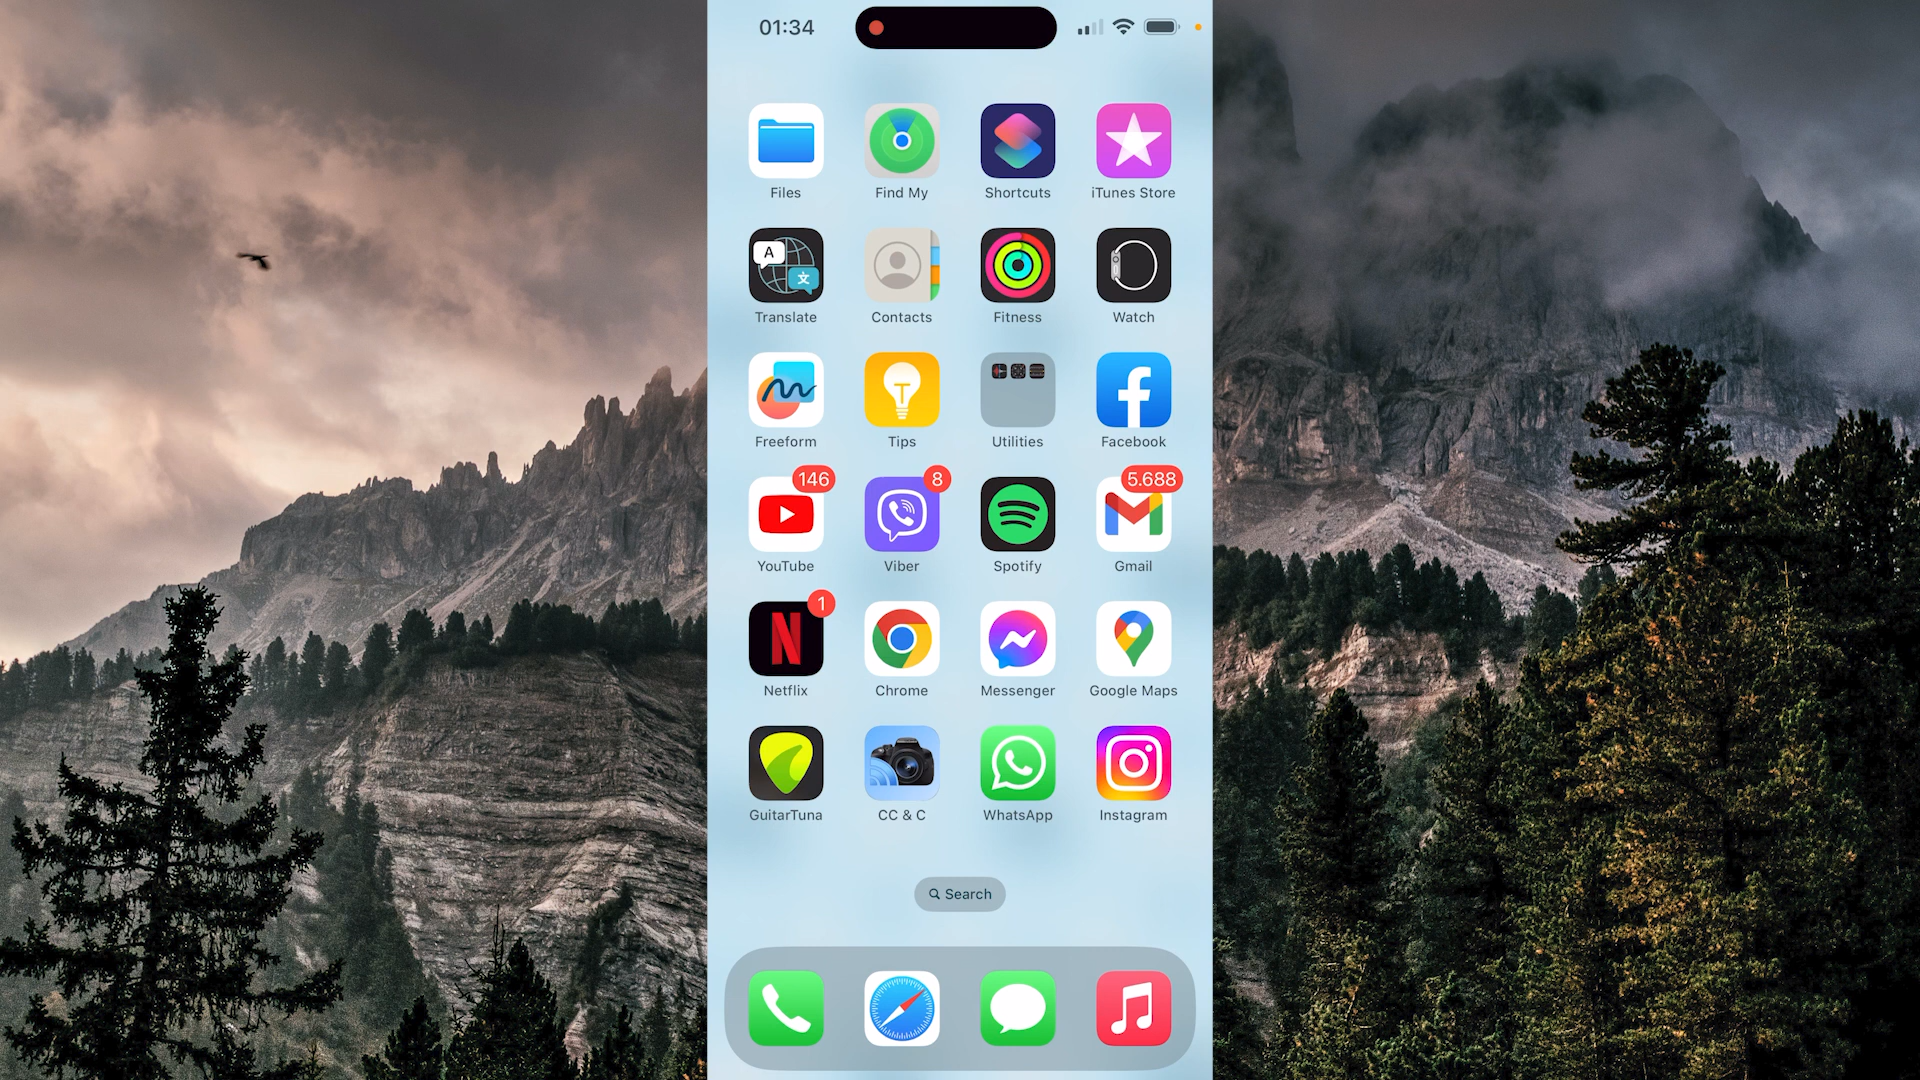 01:34
Files Find My Shortcuts iTunes Store
A 文
Translate Contacts Fitness Watch
T
Freeform Tips Utilities Facebook
146 8 5.688
YouTube Viber Spotify Gmail
1
N
Netflix Chrome Messenger Google Maps
GuitarTuna CC & C WhatsApp Instagram
Search